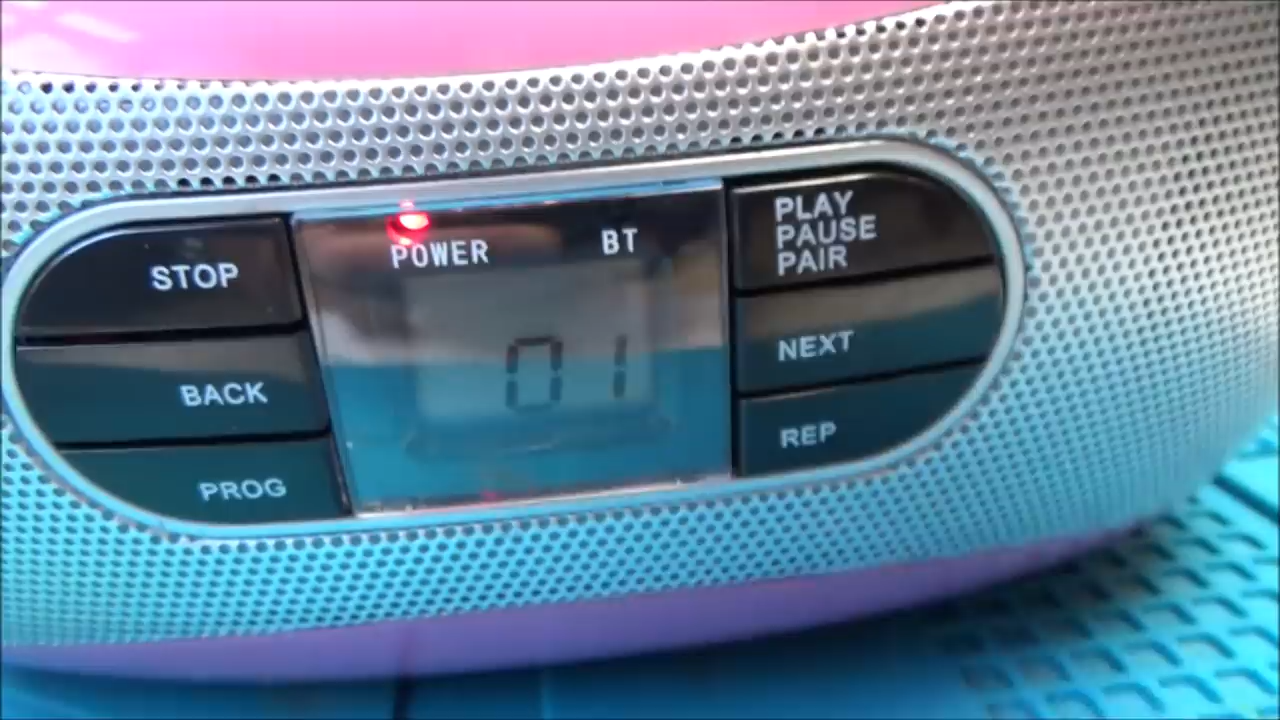 POWER
BT
01
STOP
BACK
PROG
PLAY
PAUSE
PAIR
NEXT
REP